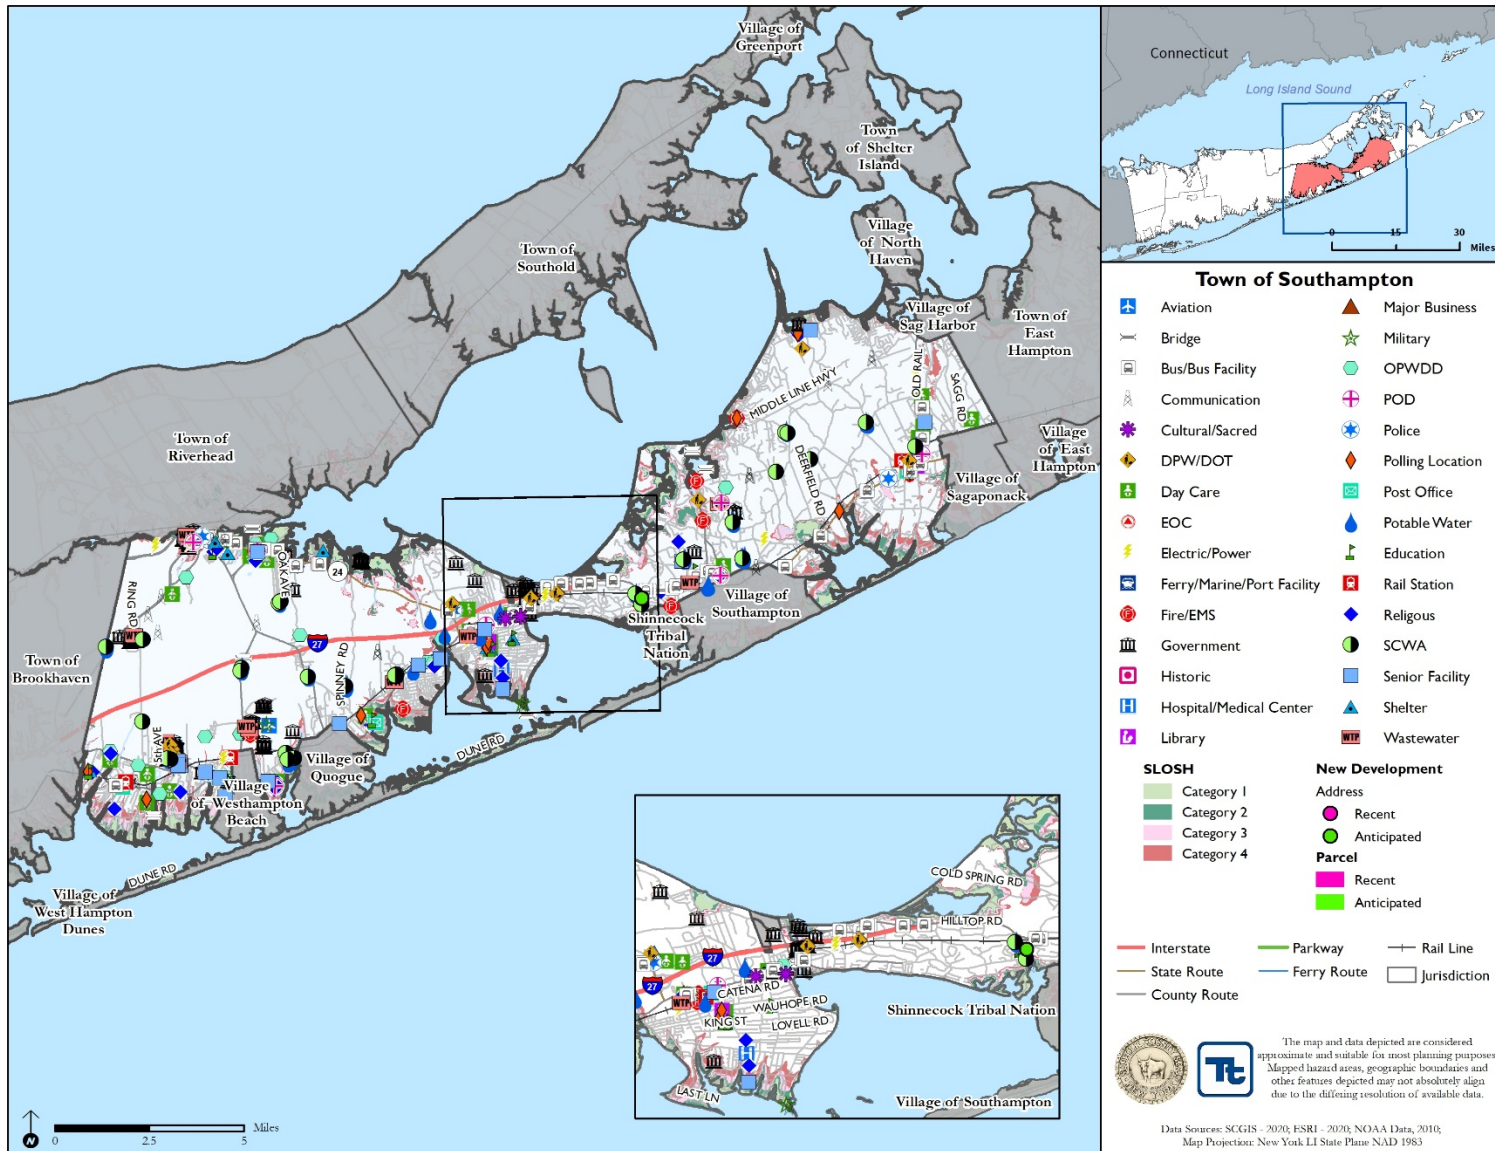 Village of
Greenport
Town
of Shelter
Island
Village
of North
Haven
Town of
Southold
Village of
Sag Harbor
Town of
East
Hampton
Town of
Riverhead
MIDDLE LINE HWY
OLD RAIL
SAGG RD
DEERFIELD RD
Village
of East
Hampton
Village of
Sagaponack
Village of
Southampton
Shinnecock
Tribal
Nation
OAK AVE
24
RING RD
27
SPINNEY RD
Town of
Brookhaven
5th AVE
WTP
WTP
WTP
WTP
WTP
WTP
Village of
Quogue
Village
of Westhampton
Beach
DUNE RD
DUNE RD
Village of
West Hampton
Dunes
N
0 2.5 5
Miles
COLD SPRING RD
HILLTOP RD
27
27
CATENA RD
WAUHOPE RD
WTP
KING ST
LOVELL RD
LAST LN
Shinnecock Tribal Nation
Village of Southampton
Connecticut
Long Island Sound
0 15 30
Miles
Town of Southampton
Aviation
Bridge
Bus/Bus Facility
Communication
Cultural/Sacred
DPW/DOT
Day Care
EOC
Electric/Power
Ferry/Marine/Port Facility
Fire/EMS
Government
Historic
Hospital/Medical Center
Library
Major Business
Military
OPWDD
POD
Police
Polling Location
Post Office
Potable Water
Education
Rail Station
Religous
SCWA
Senior Facility
Shelter
WTP Wastewater
SLOSH
Category 1
Category 2
Category 3
Category 4
New Development
Address
Recent
Anticipated
Parcel
Recent
Anticipated
Interstate
State Route
County Route
Parkway
Ferry Route
Rail Line
Jurisdiction
Tt
The map and data depicted are considered
approximate and suitable for most planning purposes.
Mapped hazard areas, geographic boundaries and
other features depicted may not absolutely align
due to the differing resolution of available data.
Data Sources: SCGIS - 2020; ESRI - 2020; NOAA Data, 2010;
Map Projection: New York LI State Plane NAD 1983